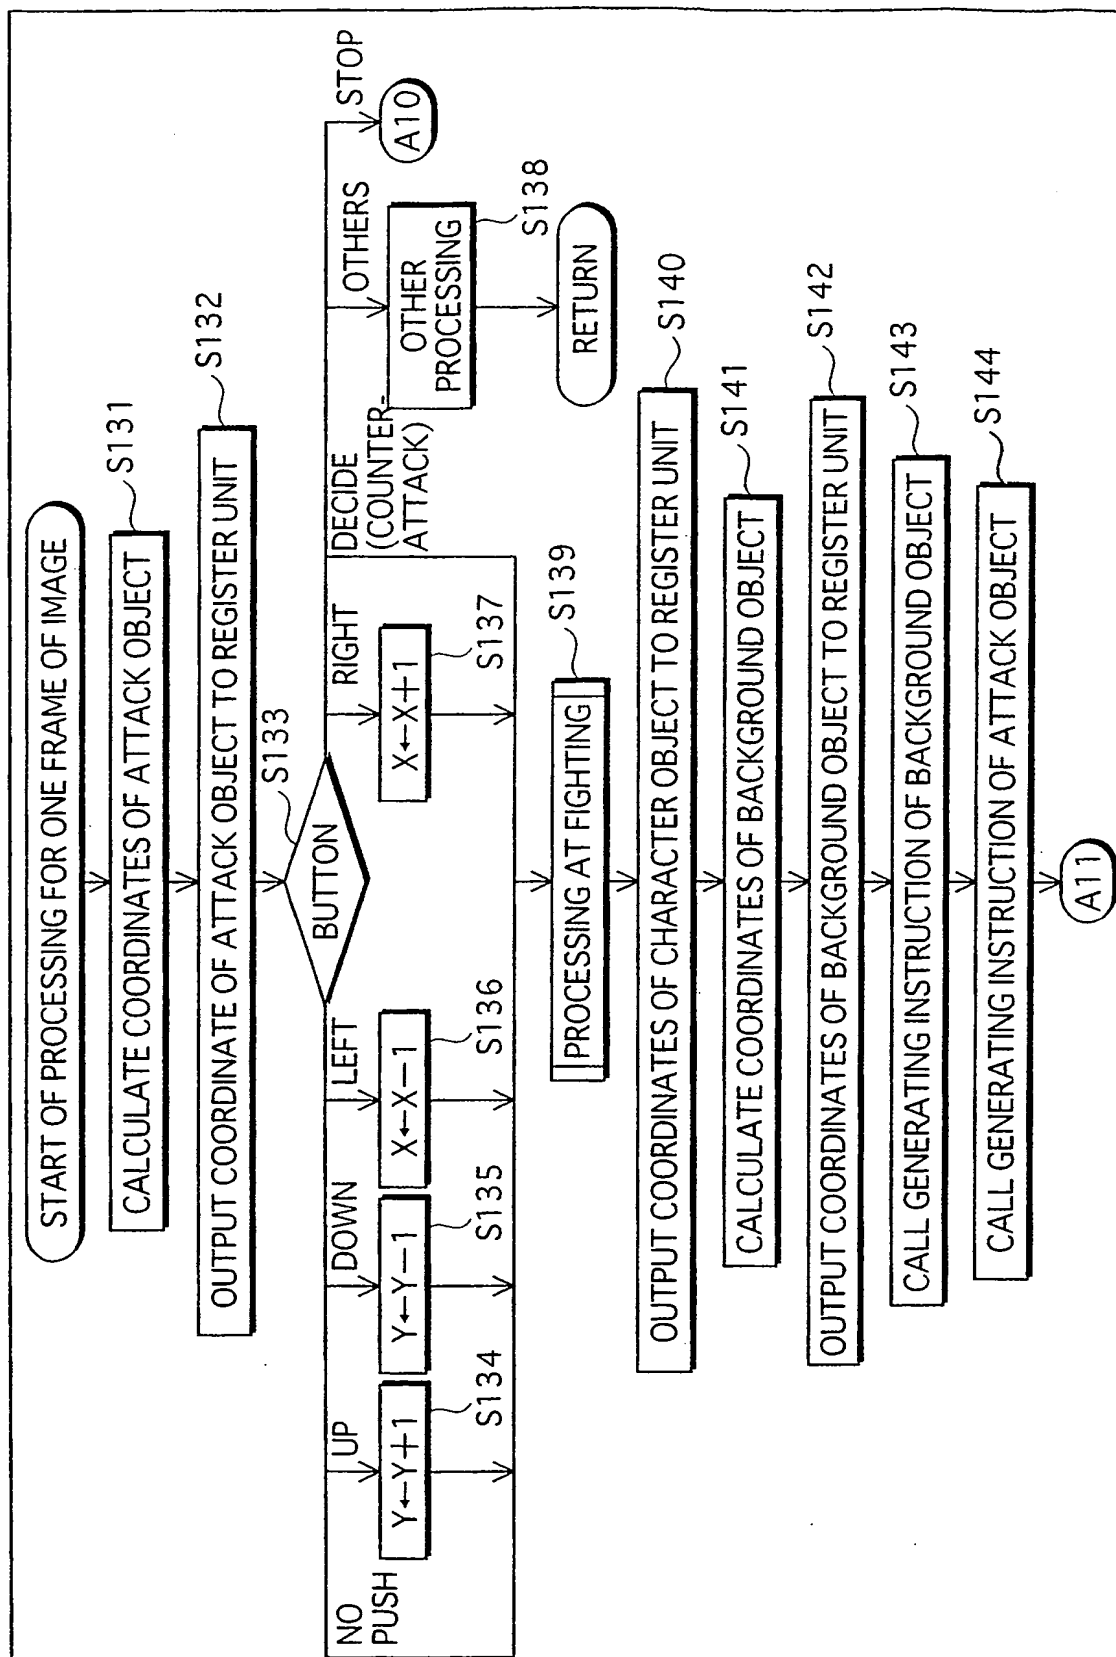 START OF PROCESSING FOR ONE FRAME OF IMAGE
CALCULATE COORDINATES OF ATTACK OBJECT
S131
OUTPUT COORDINATE OF ATTACK OBJECT TO REGISTER UNIT
S132
BUTTON
S133
NO
PUSH
UP
DOWN
LEFT
RIGHT
DECIDE
(COUNTER-
ATTACK)
OTHERS
STOP
Y←Y+1
S134
Y←Y−1
S135
X←X−1
S136
X←X+1
S137
OTHER
PROCESSING
S138
A10
RETURN
PROCESSING AT FIGHTING
S139
OUTPUT COORDINATES OF CHARACTER OBJECT TO REGISTER UNIT
S140
CALCULATE COORDINATES OF BACKGROUND OBJECT
S141
OUTPUT COORDINATES OF BACKGROUND OBJECT TO REGISTER UNIT
S142
CALL GENERATING INSTRUCTION OF BACKGROUND OBJECT
S143
CALL GENERATING INSTRUCTION OF ATTACK OBJECT
S144
A11